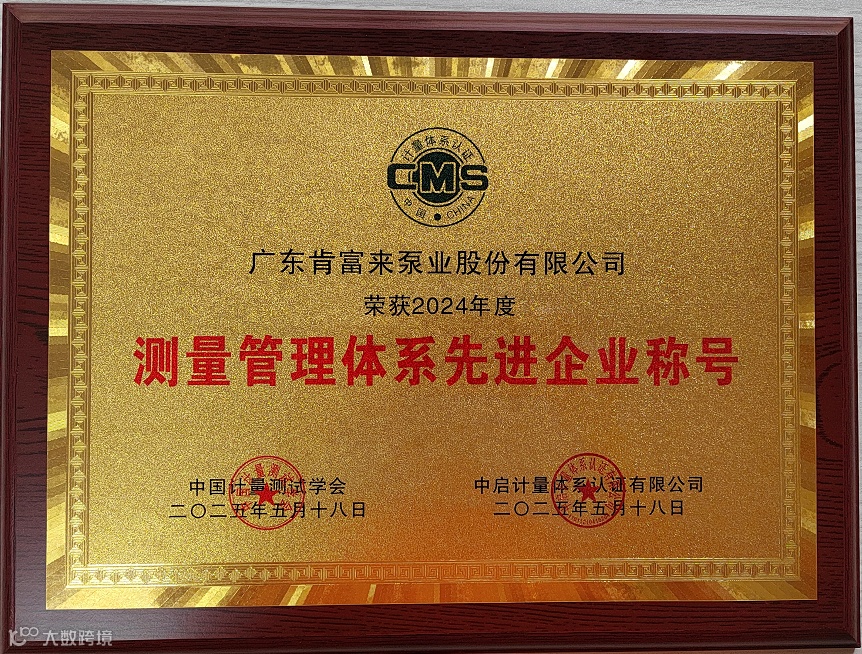 计量体系认证
CMS
中国 CHINA
广东肯富来泵业股份有限公司
荣获2024年度
测量管理体系先进企业称号
中国计量测试学会
二〇二五年五月十八日
中启计量体系认证有限公司
二〇二五年五月十八日
大数跨境